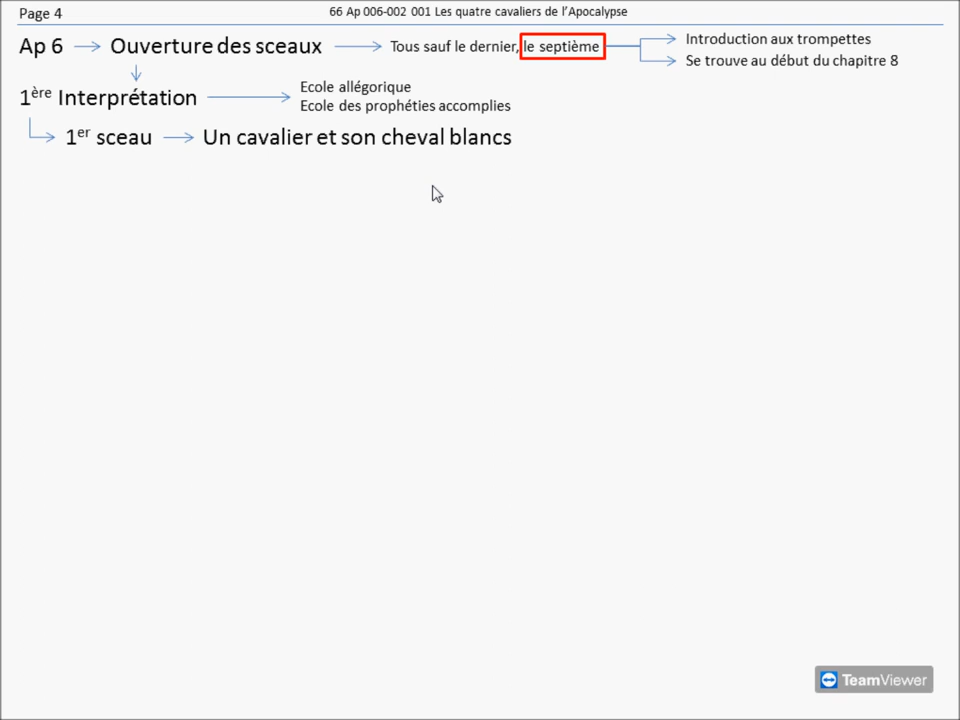 Page 4
66 Ap 006-002 001 Les quatre cavaliers de l'Apocalypse
Ap 6 Ouverture des sceaux Tous sauf le dernier, le septième
Introduction aux trompettes
Se trouve au début du chapitre 8
1ère Interprétation
Ecole allégorique
Ecole des prophéties accomplies
1er sceau Un cavalier et son cheval blancs
TeamViewer